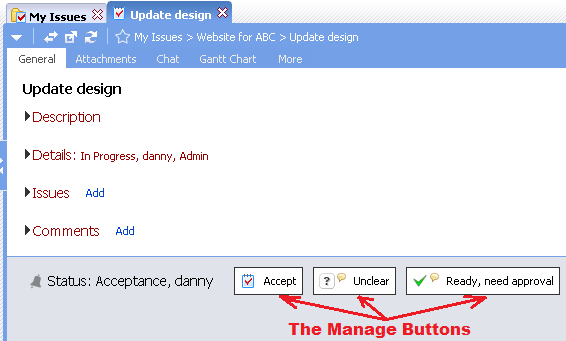 My Issues Update design
My Issues > Website for ABC > Update design
General Attachments Chat Gantt Chart More
Update design
Description
Details: In Progress, danny, Admin
Issues Add
Comments Add
Status: Acceptance, danny Accept ? Unclear Ready, need approval
The Manage Buttons